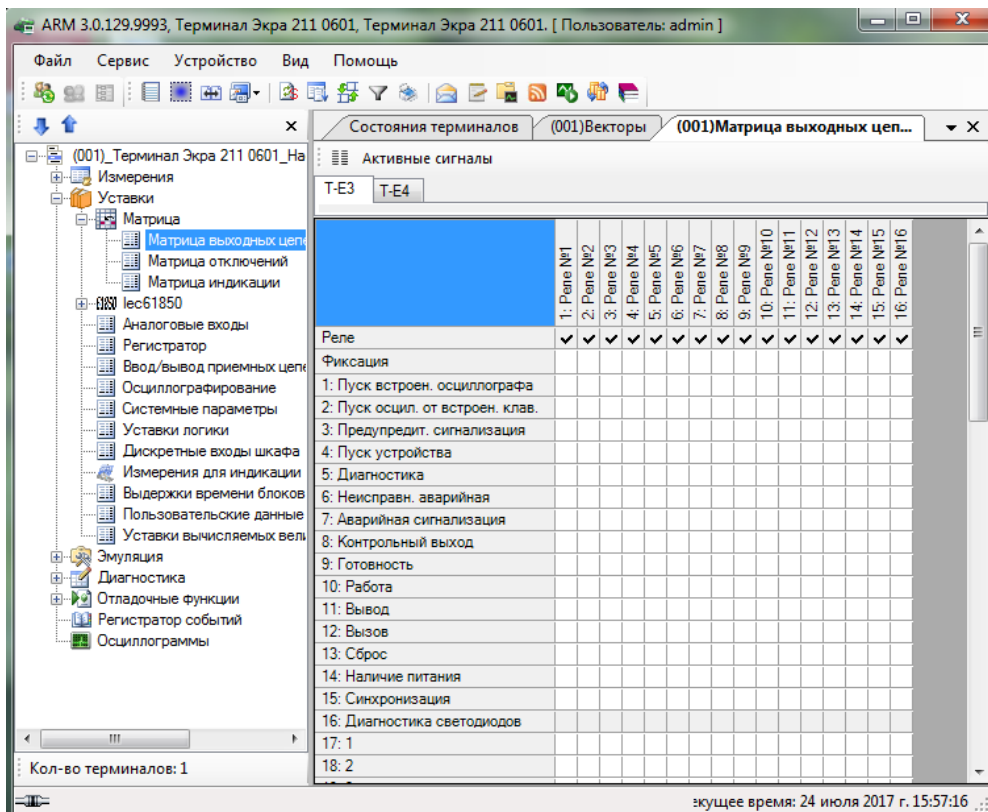 ARM 3.0.129.9993, Терминал Экра 211 0601, Терминал Экра 211 0601. [ Пользователь: admin ]
Файл Сервис Устройство Вид Помощь
(001)_Терминал Экра 211 0601_На
Измерения
Уставки
Матрица
Матрица выходных цепе
Матрица отключений
Матрица индикации
Iec61850
Аналоговые входы
Регистратор
Ввод/вывод приемных цепе
Осциллографирование
Системные параметры
Уставки логики
Дискретные входы шкафа
Измерения для индикации
Выдержки времени блоков
Пользовательские данные
Уставки вычисляемых вели
Эмуляция
Диагностика
Отладочные функции
Регистратор событий
Осциллограммы
Кол-во терминалов: 1
Состояния терминалов (001)Векторы (001)Матрица выходных цеп...
Активные сигналы
T-E3 T-E4
1: Реле №1
2: Реле №2
3: Реле №3
4: Реле №4
5: Реле №5
6: Реле №6
7: Реле №7
8: Реле №8
9: Реле №9
10: Реле №10
11: Реле №11
12: Реле №12
13: Реле №13
14: Реле №14
15: Реле №15
16: Реле №16
Реле
Фиксация
1: Пуск встроен. осциллографа
2: Пуск осцил. от встроен. клав.
3: Предупредит. сигнализация
4: Пуск устройства
5: Диагностика
6: Неисправн. аварийная
7: Аварийная сигнализация
8: Контрольный выход
9: Готовность
10: Работа
11: Вывод
12: Вызов
13: Сброс
14: Наличие питания
15: Синхронизация
16: Диагностика светодиодов
17: 1
18: 2
екущее время: 24 июля 2017 г. 15:57:16